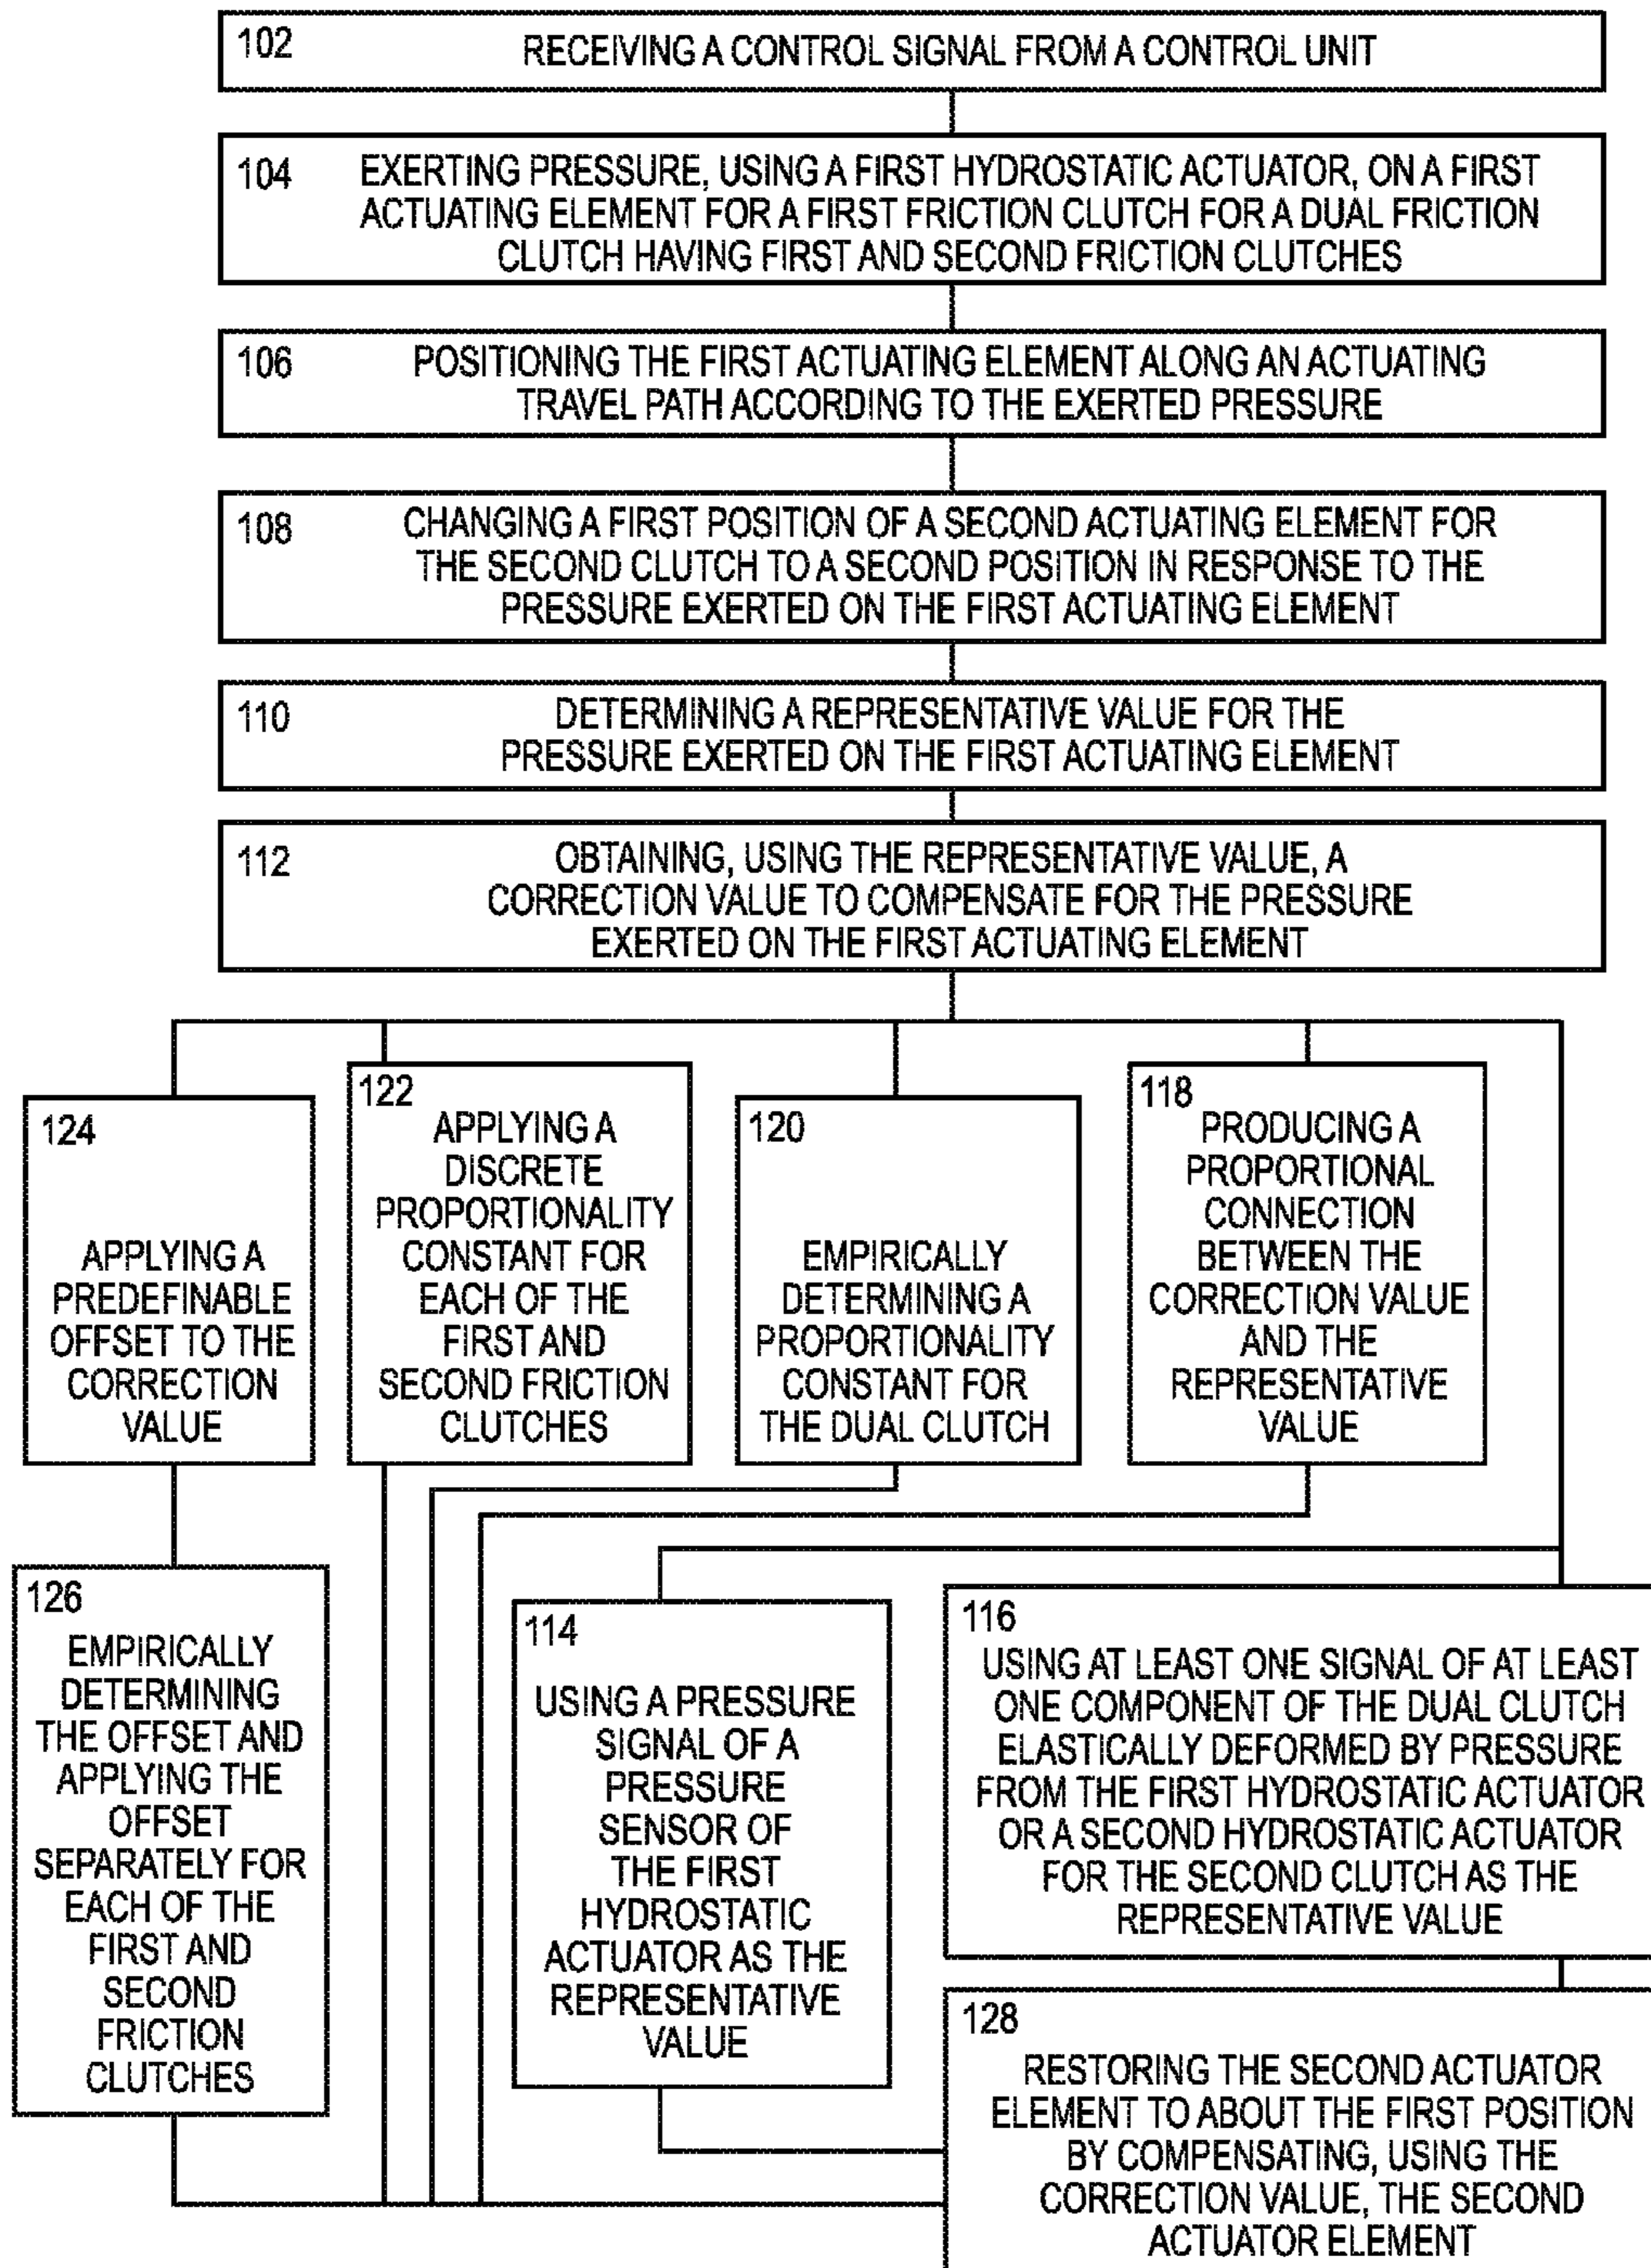 102
RECEIVING A CONTROL SIGNAL FROM A CONTROL UNIT
104
EXERTING PRESSURE, USING A FIRST HYDROSTATIC ACTUATOR, ON A FIRST
ACTUATING ELEMENT FOR A FIRST FRICTION CLUTCH FOR A DUAL FRICTION
CLUTCH HAVING FIRST AND SECOND FRICTION CLUTCHES
106
POSITIONING THE FIRST ACTUATING ELEMENT ALONG AN ACTUATING
TRAVEL PATH ACCORDING TO THE EXERTED PRESSURE
108
CHANGING A FIRST POSITION OF A SECOND ACTUATING ELEMENT FOR
THE SECOND CLUTCH TO A SECOND POSITION IN RESPONSE TO THE
PRESSURE EXERTED ON THE FIRST ACTUATING ELEMENT
110
DETERMINING A REPRESENTATIVE VALUE FOR THE
PRESSURE EXERTED ON THE FIRST ACTUATING ELEMENT
112
OBTAINING, USING THE REPRESENTATIVE VALUE, A
CORRECTION VALUE TO COMPENSATE FOR THE PRESSURE
EXERTED ON THE FIRST ACTUATING ELEMENT
124
APPLYING A
PREDEFINABLE
OFFSET TO THE
CORRECTION
VALUE
122
APPLYING A
DISCRETE
PROPORTIONALITY
CONSTANT FOR
EACH OF THE
FIRST AND
SECOND FRICTION
CLUTCHES
120
EMPIRICALLY
DETERMINING A
PROPORTIONALITY
CONSTANT FOR
THE DUAL CLUTCH
118
PRODUCING A
PROPORTIONAL
CONNECTION
BETWEEN THE
CORRECTION VALUE
AND THE
REPRESENTATIVE
VALUE
126
EMPIRICALLY
DETERMINING
THE OFFSET AND
APPLYING THE
OFFSET
SEPARATELY FOR
EACH OF THE
FIRST AND
SECOND
FRICTION
CLUTCHES
114
USING A PRESSURE
SIGNAL OF A
PRESSURE
SENSOR OF
THE FIRST
HYDROSTATIC
ACTUATOR AS THE
REPRESENTATIVE
VALUE
116
USING AT LEAST ONE SIGNAL OF AT LEAST
ONE COMPONENT OF THE DUAL CLUTCH
ELASTICALLY DEFORMED BY PRESSURE
FROM THE FIRST HYDROSTATIC ACTUATOR
OR A SECOND HYDROSTATIC ACTUATOR
FOR THE SECOND CLUTCH AS THE
REPRESENTATIVE VALUE
128
RESTORING THE SECOND ACTUATOR
ELEMENT TO ABOUT THE FIRST POSITION
BY COMPENSATING, USING THE
CORRECTION VALUE, THE SECOND
ACTUATOR ELEMENT